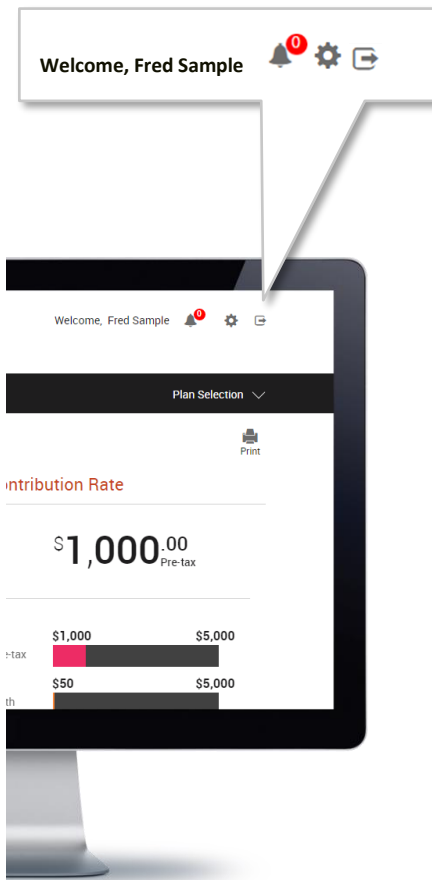 Welcome, Fred Sample 0
Welcome, Fred Sample 0
Plan Selection
Print
ontribution Rate
$1,000.00
Pre-tax
$1,000 $5,000
e-tax
$50 $5,000
th